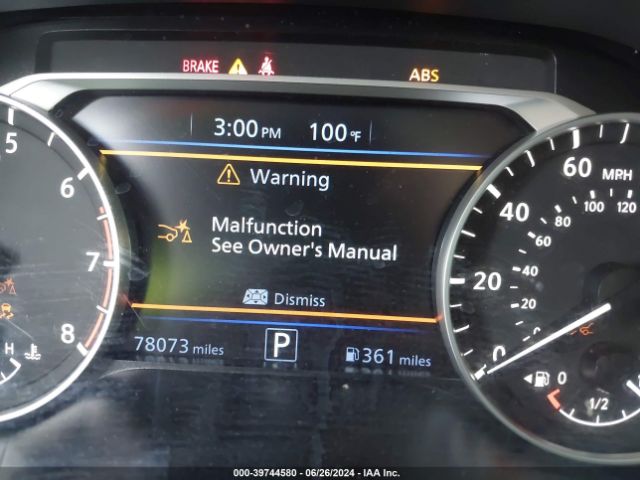 BRAKE
ABS
3:00 PM 100 °F
Warning
Malfunction
See Owner's Manual
Dismiss
78073 miles P 361 miles
5
6
7
8
H
60 MPH
40
20
0
120
100
80
60
40
20
0
0
1/2
000-39744580 | 06/26/2024 | IAA Inc.